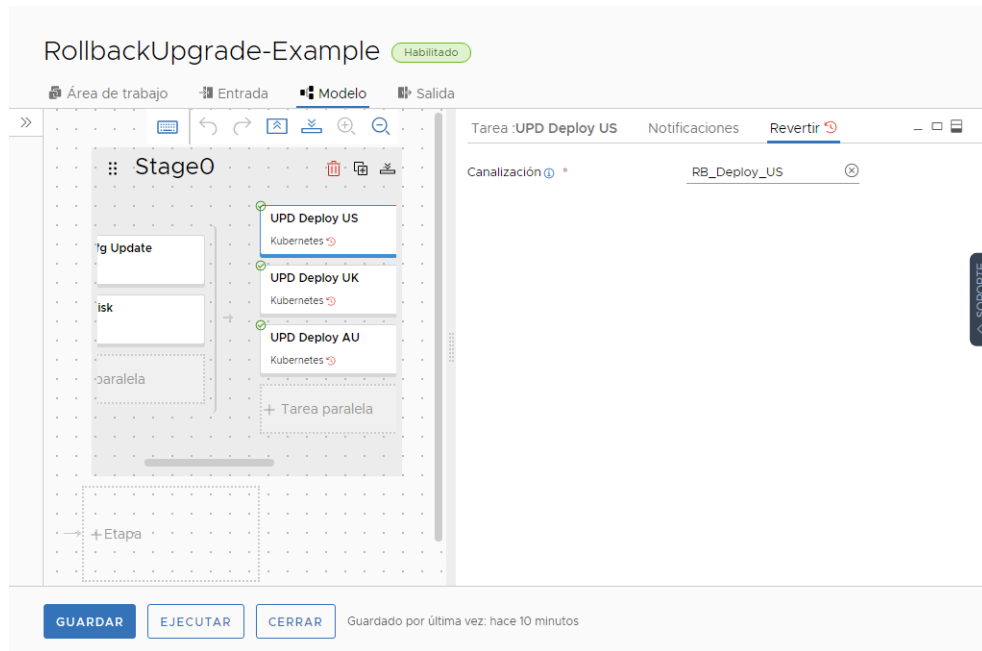 RollbackUpgrade-Example Habilitado
Área de trabajo Entrada Modelo Salida
Tarea :UPD Deploy US Notificaciones Revertir
Stage0
Canalización * RB_Deploy_US
UPD Deploy US
Kubernetes
fg Update
UPD Deploy UK
Kubernetes
isk
UPD Deploy AU
Kubernetes
paralela
+ Tarea paralela
+Etapa
SOPORTE
GUARDAR EJECUTAR CERRAR Guardado por última vez: hace 10 minutos